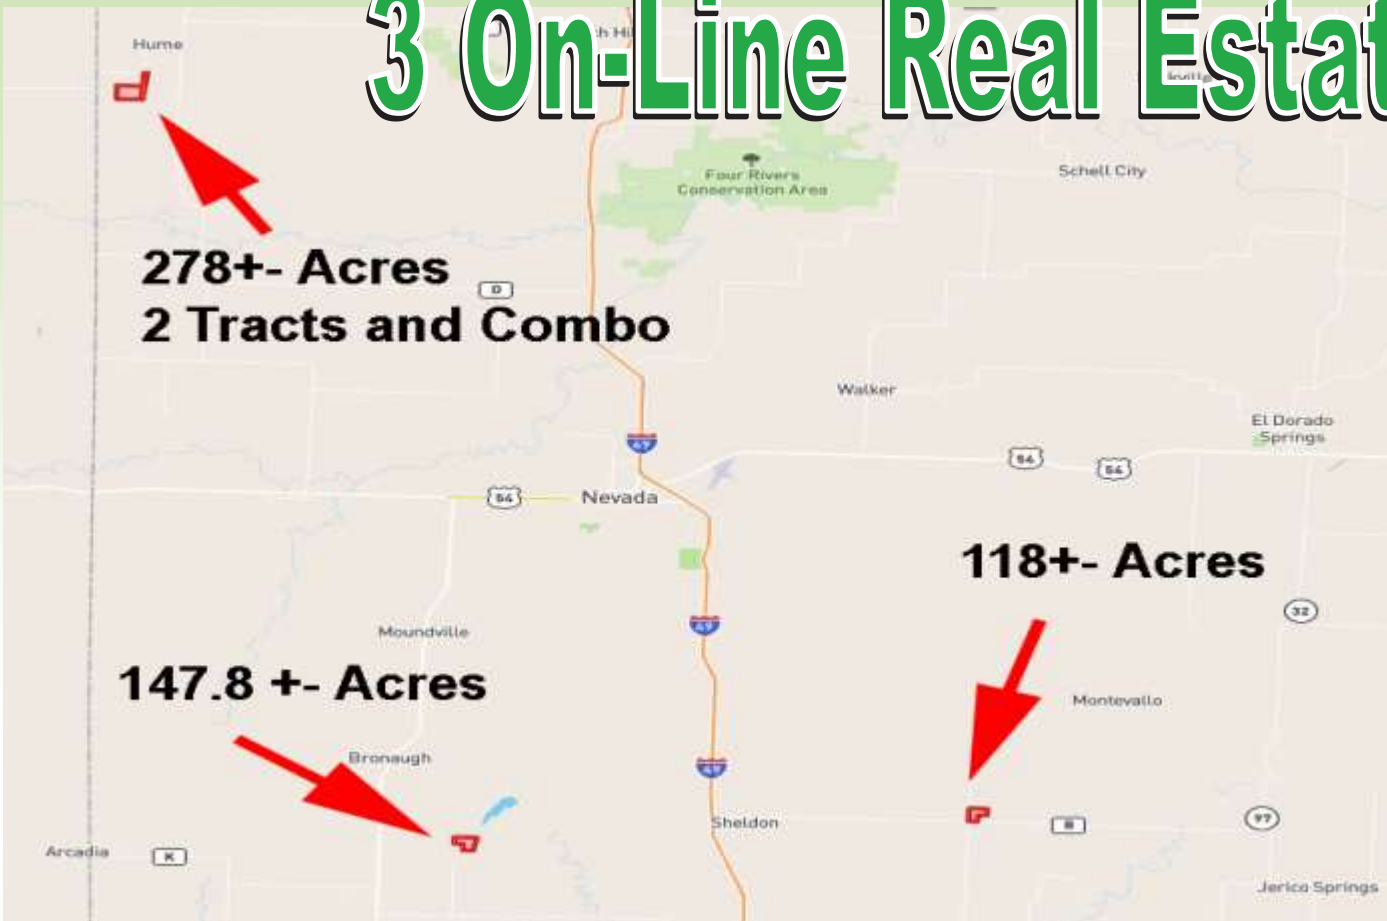 3 On-Line Real Estat
Hume
Schell City
Four Rivers
Conservation Area
278+- Acres
D
2 Tracts and Combo
Walker
El Dorado
Springs
49
54
54
54
Nevada
118+- Acres
32
49
Moundville
147.8 +- Acres
Montevallo
Bronaugh
49
Sheldon
B
97
Arcadia
K
Jerico Springs